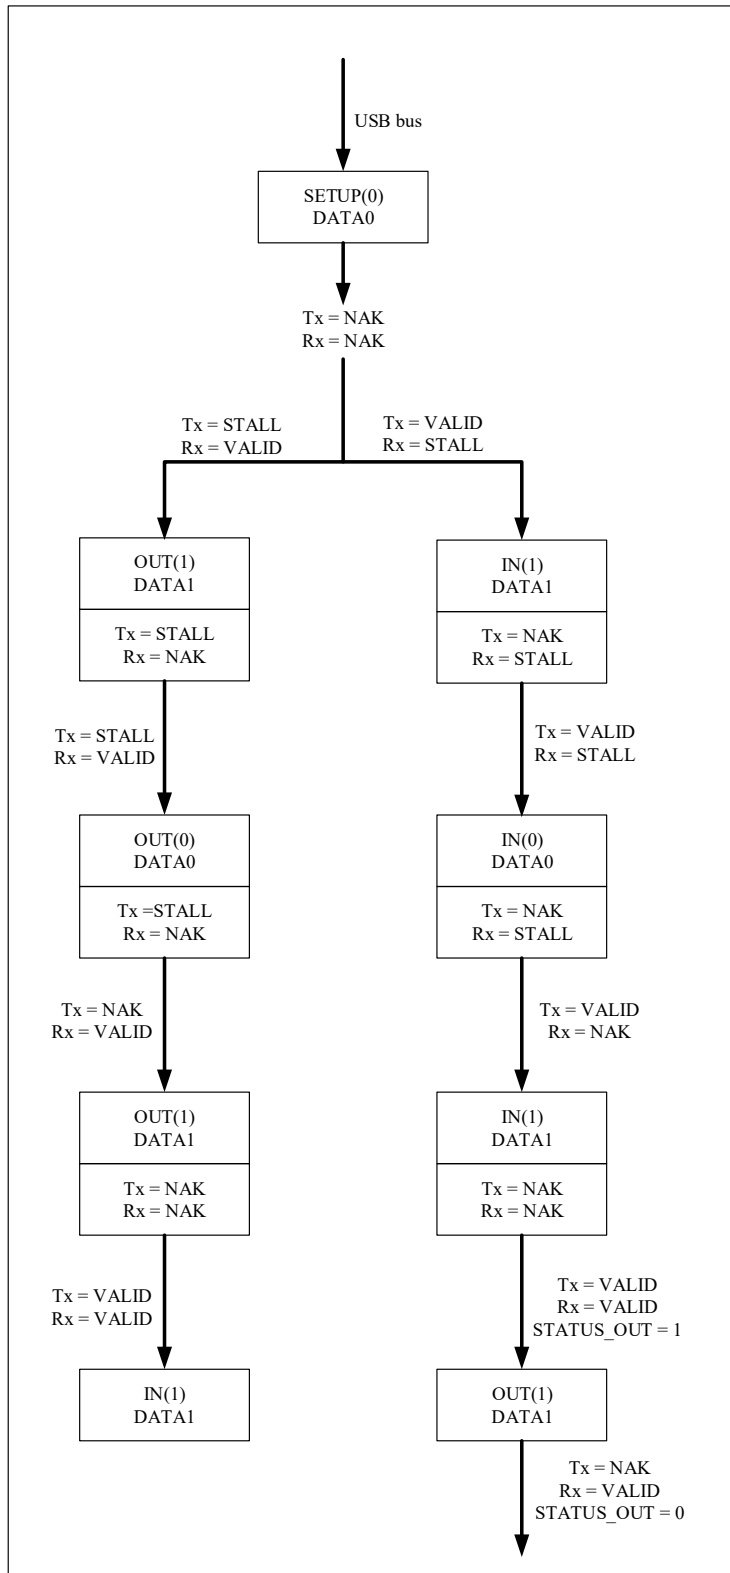 USB bus
SETUP(0)
DATA0
Tx = NAK
Rx = NAK
Tx = STALL
Rx = VALID
Tx = VALID
Rx = STALL
OUT(1)
DATA1
Tx = STALL
Rx = NAK
IN(1)
DATA1
Tx = NAK
Rx = STALL
Tx = STALL
Rx = VALID
Tx = VALID
Rx = STALL
OUT(0)
DATA0
Tx =STALL
Rx = NAK
IN(0)
DATA0
Tx = NAK
Rx = STALL
Tx = NAK
Rx = VALID
Tx = VALID
Rx = NAK
OUT(1)
DATA1
Tx = NAK
Rx = NAK
IN(1)
DATA1
Tx = NAK
Rx = NAK
Tx = VALID
Rx = VALID
Tx = VALID
Rx = VALID
STATUS_OUT = 1
IN(1)
DATA1
OUT(1)
DATA1
Tx = NAK
Rx = VALID
STATUS_OUT = 0